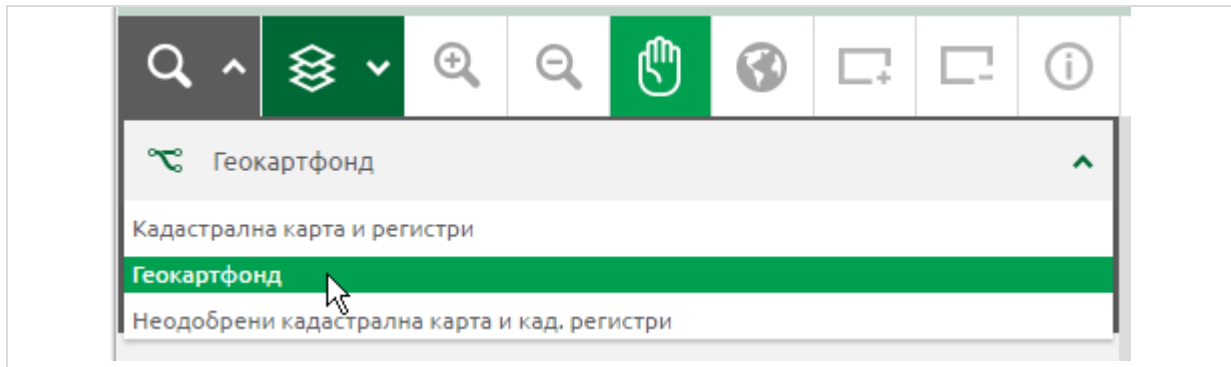 Геокартфонд
Кадастрална карта и регистри
Геокартфонд
Неодобрени кадастрална карта и кад. регистри